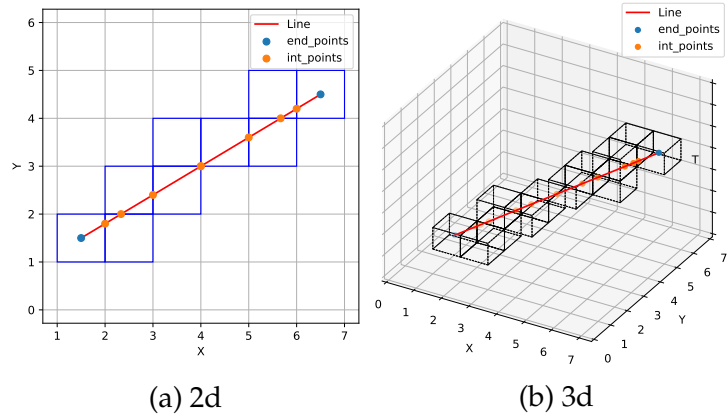 Line
end_points
int_points
6
5
4
3
2
1
0
Y
1 2 3 4 5 6 7
X
(a) 2d
Line
end_points
int_points
T
0 1 2 3 4 5 6 7
X
0 1 2 3 4 5 6 7
Y
(b) 3d